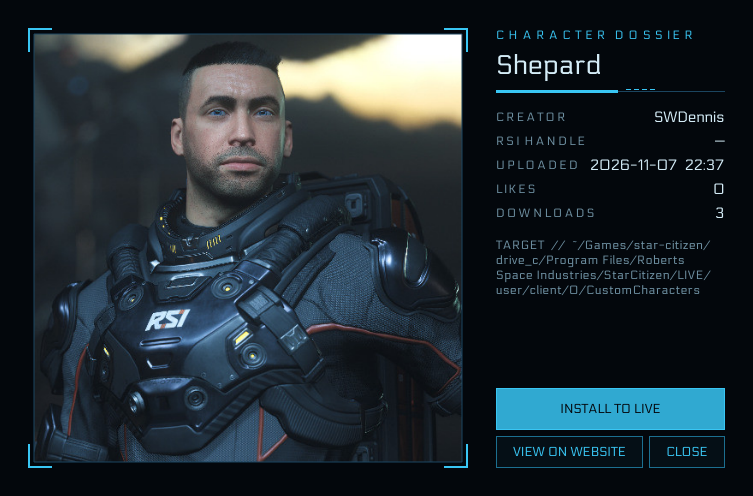 CHARACTER DOSSIER
Shepard
CREATOR SWDennis
RSI HANDLE —
UPLOADED 2026-11-07 22:37
LIKES 0
DOWNLOADS 3
TARGET // ~/Games/star-citizen/
drive_c/Program Files/Roberts
Space Industries/StarCitizen/LIVE/
user/client/0/CustomCharacters
RSI
INSTALL TO LIVE
VIEW ON WEBSITE CLOSE